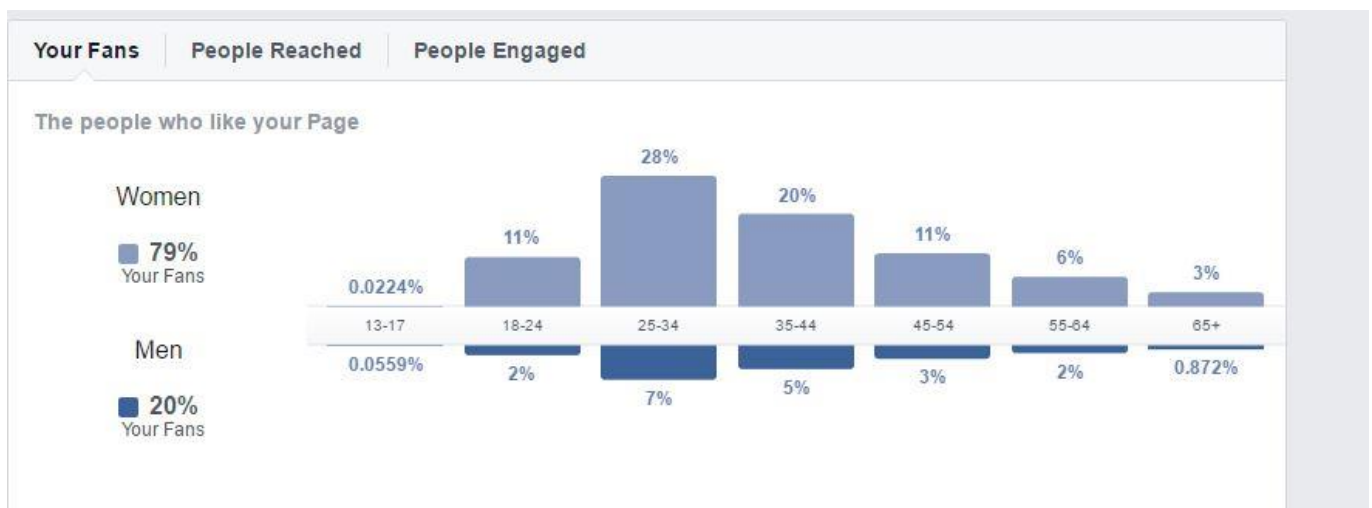 Your Fans People Reached People Engaged
The people who like your Page
28%
Women
20%
79%
11%
11%
Your Fans
6%
3%
0.0224%
13-17 18-24 25-34 35-44 45-54 55-64 65+
Men
0.0559% 2% 7% 5% 3% 2% 0.872%
20%
Your Fans